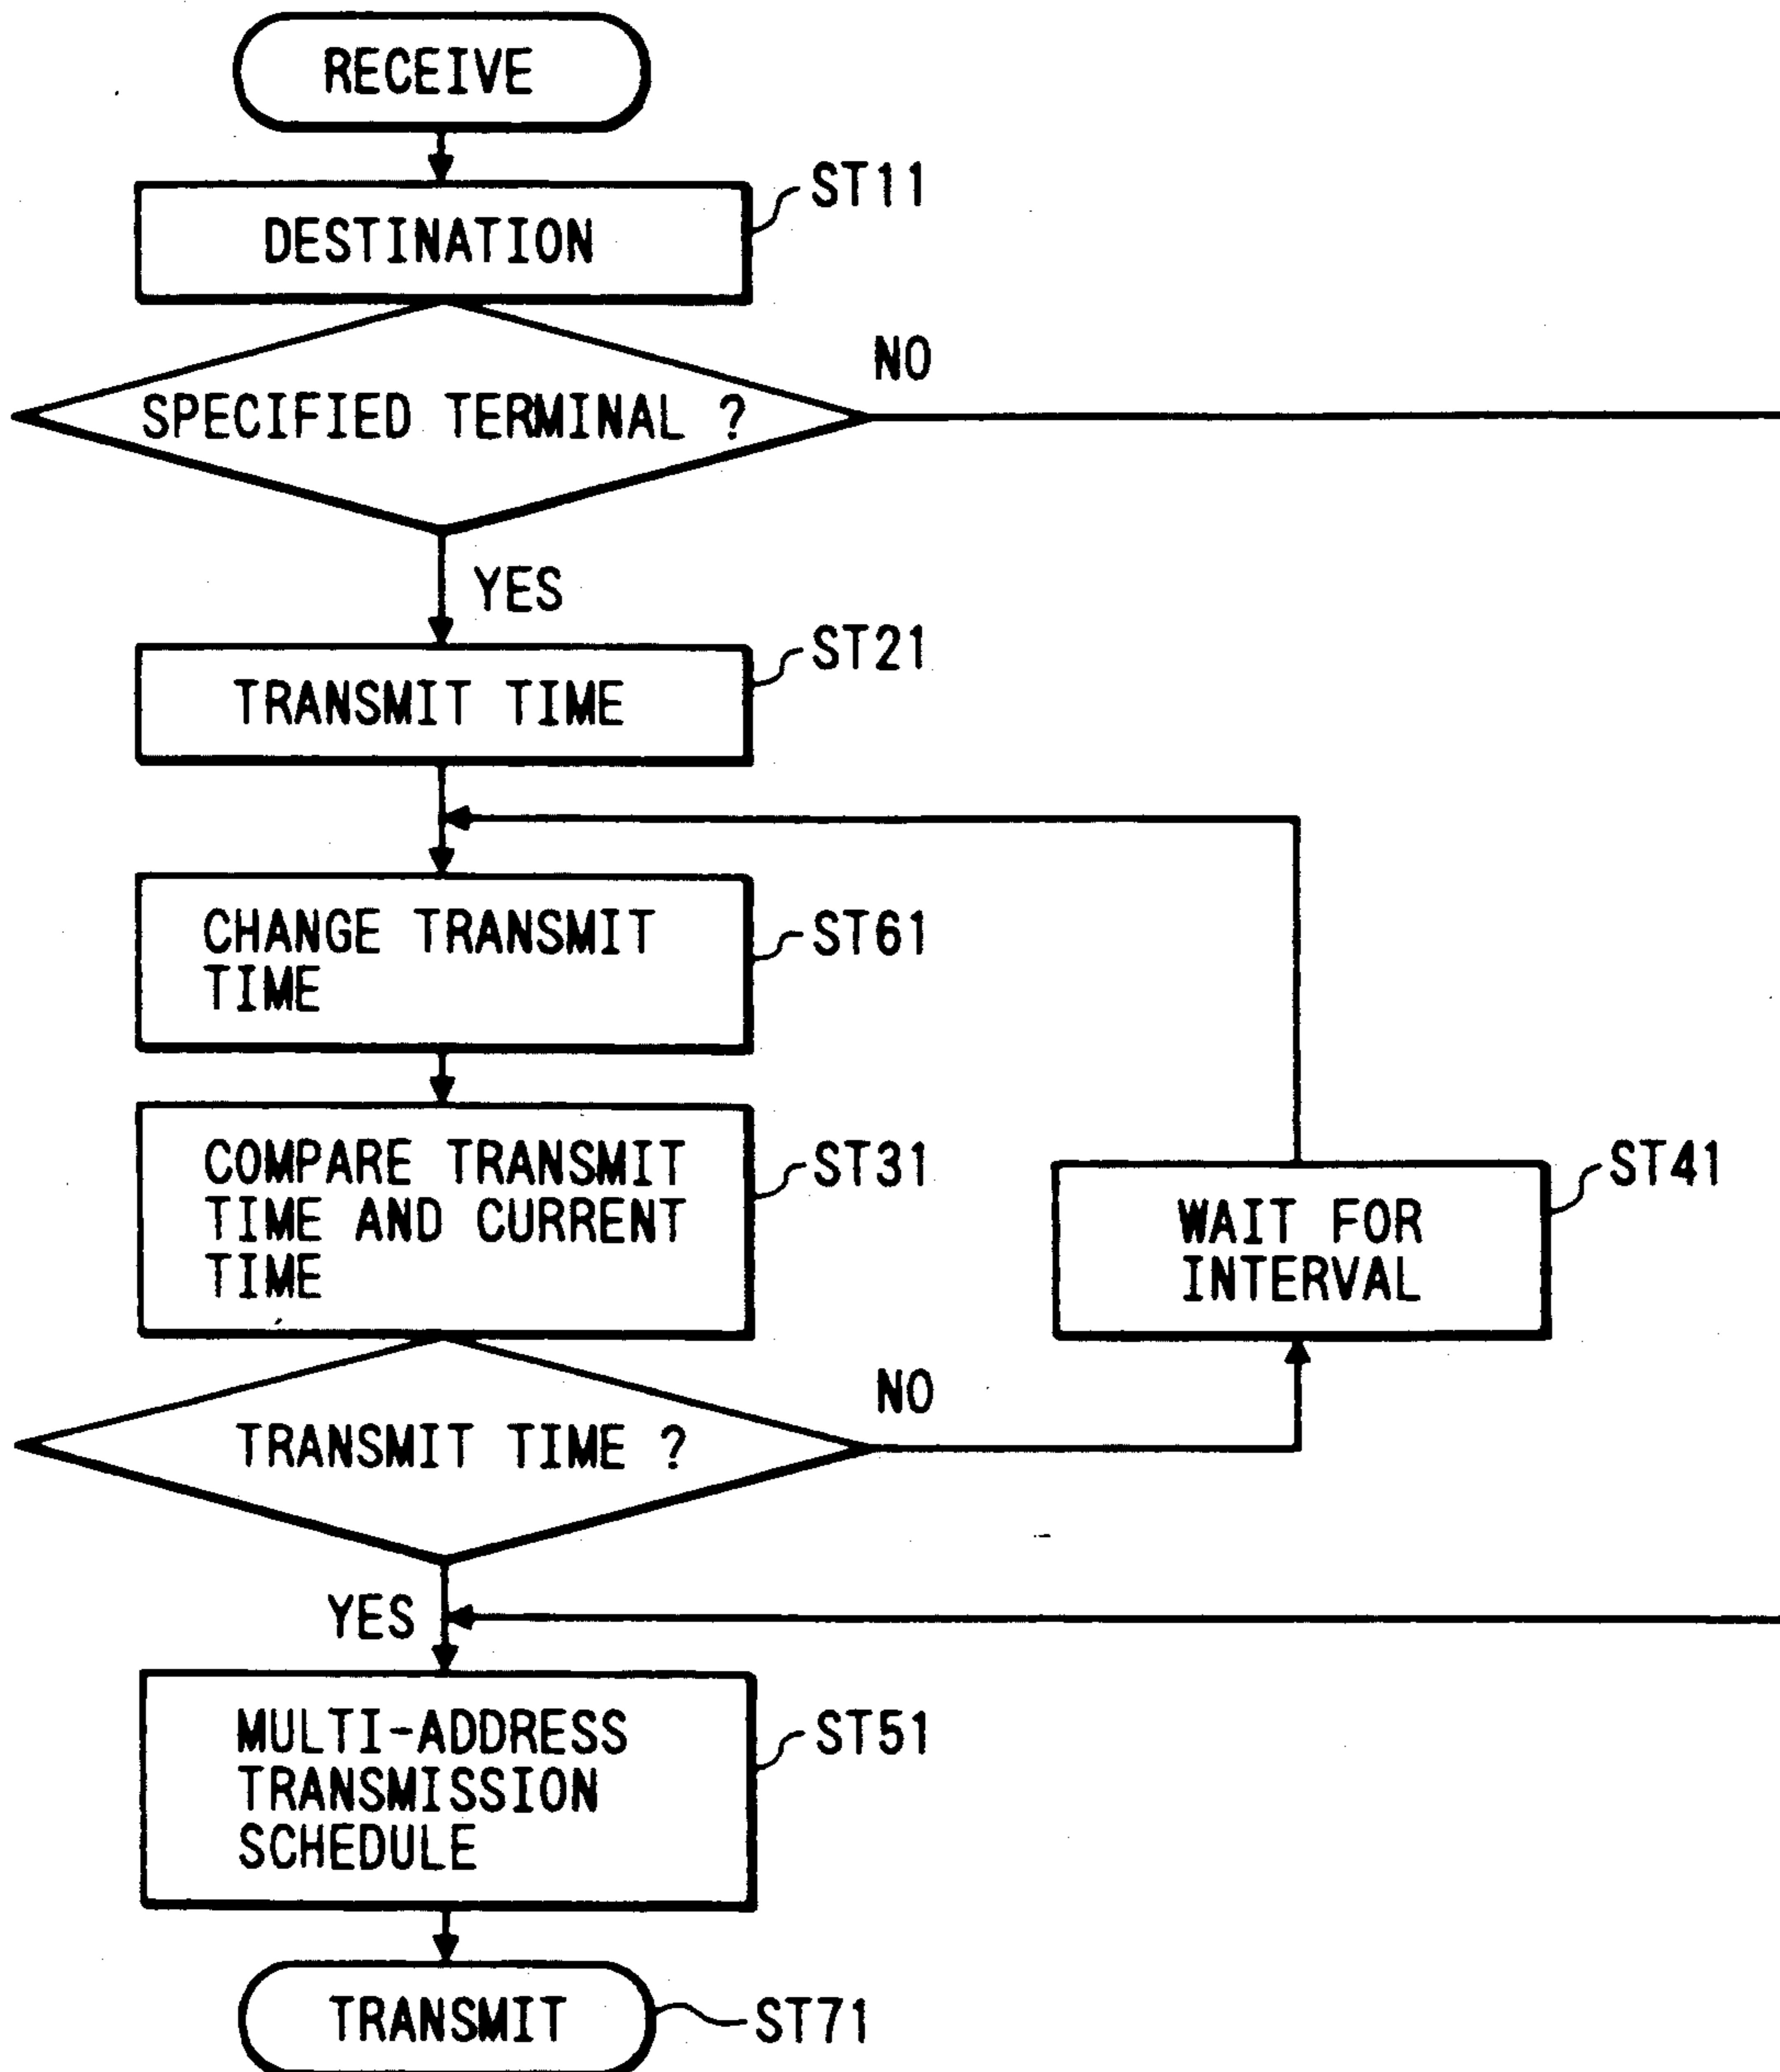 RECEIVE
ST11
DESTINATION
NO
SPECIFIED TERMINAL ?
YES
ST21
TRANSMIT TIME
CHANGE TRANSMIT
TIME
ST61
COMPARE TRANSMIT
TIME AND CURRENT
TIME
ST31
ST41
WAIT FOR
INTERVAL
NO
TRANSMIT TIME ?
YES
MULTI-ADDRESS
TRANSMISSION
SCHEDULE
ST51
TRANSMIT
ST71